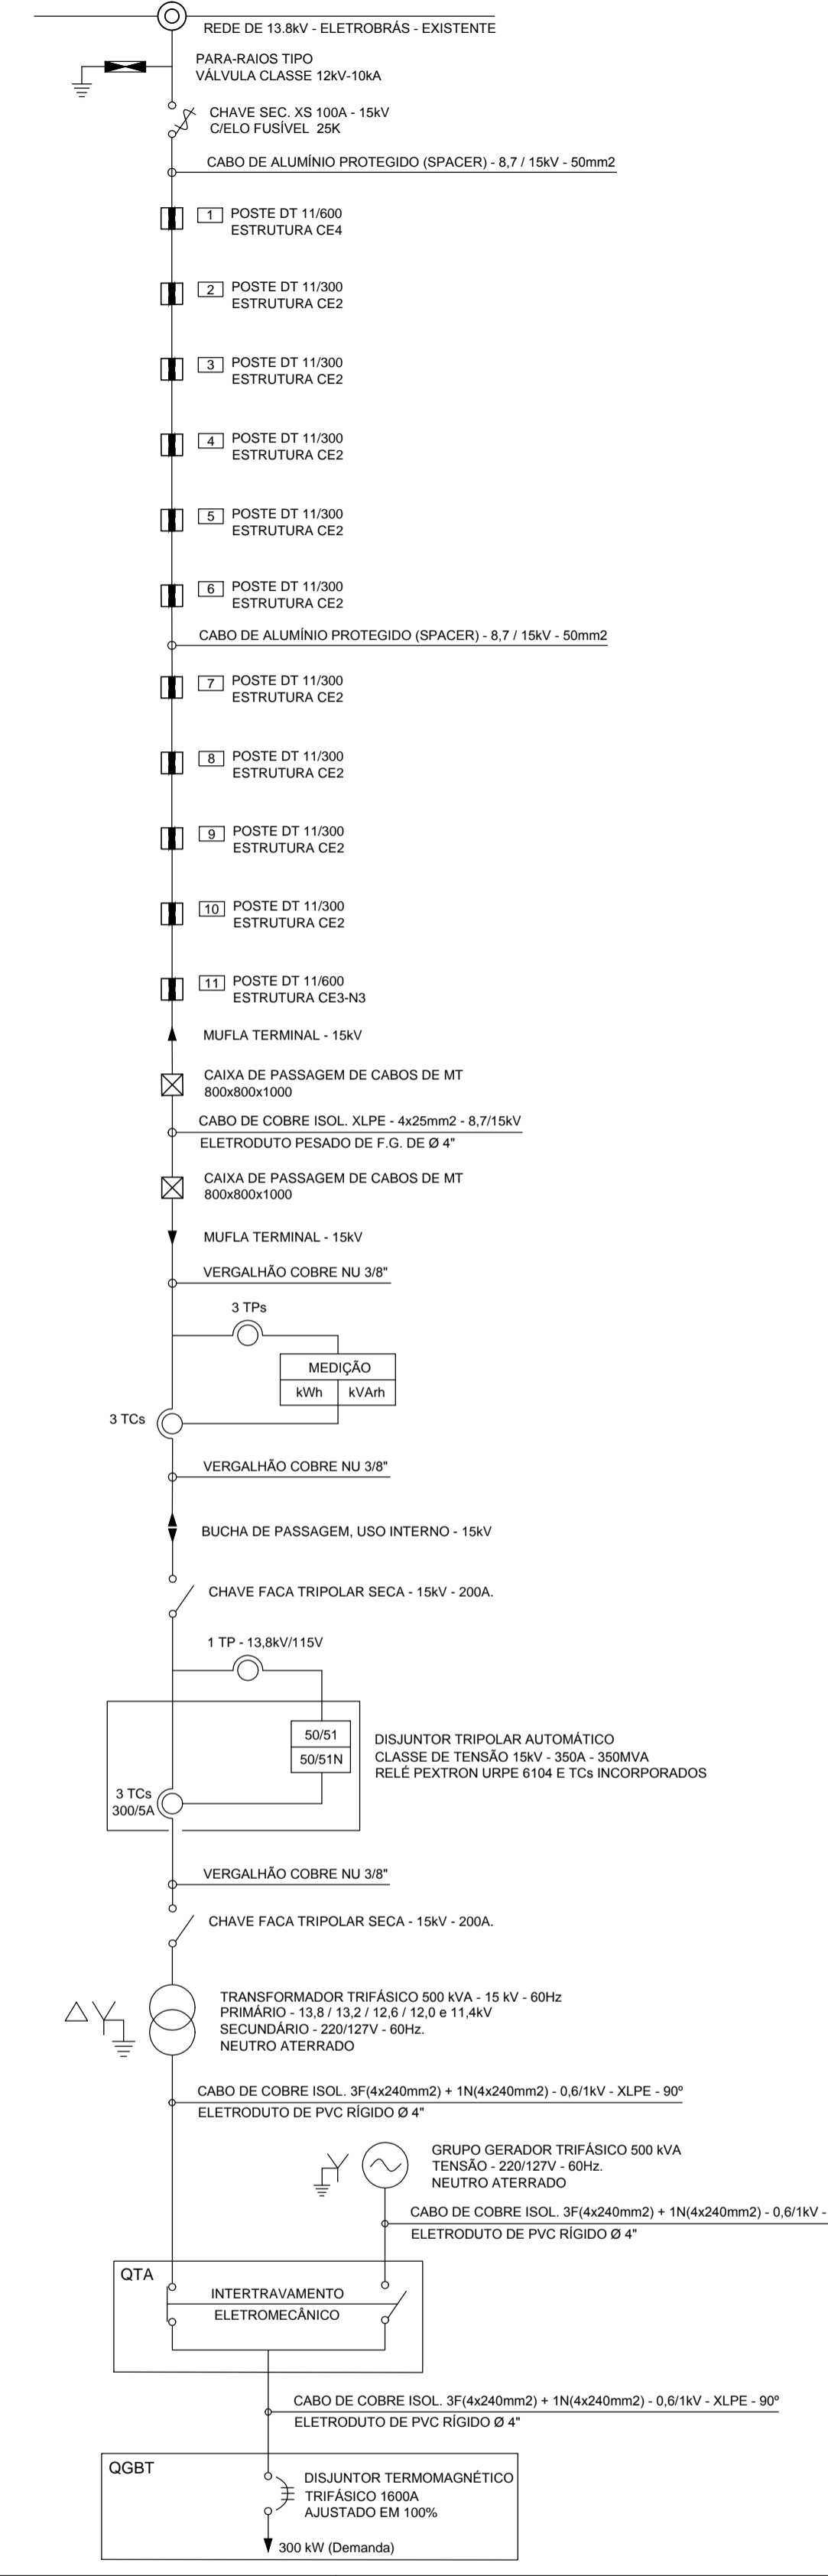 REDE DE 13.8kV - ELETROBRÁS - EXISTENTE
PARA-RAIOS TIPO
VÁLVULA CLASSE 12kV-10kA
CHAVE SEC. XS 100A - 15kV
C/ELO FUSÍVEL 25K
CABO DE ALUMÍNIO PROTEGIDO (SPACER) - 8,7 / 15kV - 50mm2
1 POSTE DT 11/600
ESTRUTURA CE4
2 POSTE DT 11/300
ESTRUTURA CE2
3 POSTE DT 11/300
ESTRUTURA CE2
4 POSTE DT 11/300
ESTRUTURA CE2
5 POSTE DT 11/300
ESTRUTURA CE2
6 POSTE DT 11/300
ESTRUTURA CE2
CABO DE ALUMÍNIO PROTEGIDO (SPACER) - 8,7 / 15kV - 50mm2
7 POSTE DT 11/300
ESTRUTURA CE2
8 POSTE DT 11/300
ESTRUTURA CE2
9 POSTE DT 11/300
ESTRUTURA CE2
10 POSTE DT 11/300
ESTRUTURA CE2
11 POSTE DT 11/600
ESTRUTURA CE3-N3
MUFLA TERMINAL - 15kV
CAIXA DE PASSAGEM DE CABOS DE MT
800x800x1000
CABO DE COBRE ISOL. XLPE - 4x25mm2 - 8,7/15kV
ELETRODUTO PESADO DE F.G. DE Ø 4"
CAIXA DE PASSAGEM DE CABOS DE MT
800x800x1000
MUFLA TERMINAL - 15kV
VERGALHÃO COBRE NU 3/8"
3 TPs
MEDIÇÃO
kWh kVArh
3 TCs
VERGALHÃO COBRE NU 3/8"
BUCHA DE PASSAGEM, USO INTERNO - 15kV
CHAVE FACA TRIPOLAR SECA - 15kV - 200A.
1 TP - 13,8kV/115V
50/51
50/51N
DISJUNTOR TRIPOLAR AUTOMÁTICO
CLASSE DE TENSÃO 15kV - 350A - 350MVA
RELÉ PEXTRON URPE 6104 E TCs INCORPORADOS
3 TCs
300/5A
VERGALHÃO COBRE NU 3/8"
CHAVE FACA TRIPOLAR SECA - 15kV - 200A.
TRANSFORMADOR TRIFÁSICO 500 kVA - 15 kV - 60Hz
PRIMÁRIO - 13,8 / 13,2 / 12,6 / 12,0 e 11,4kV
SECUNDÁRIO - 220/127V - 60Hz.
NEUTRO ATERRADO
CABO DE COBRE ISOL. 3F(4x240mm2) + 1N(4x240mm2) - 0,6/1kV - XLPE - 90º
ELETRODUTO DE PVC RÍGIDO Ø 4"
GRUPO GERADOR TRIFÁSICO 500 kVA
TENSÃO - 220/127V - 60Hz.
NEUTRO ATERRADO
CABO DE COBRE ISOL. 3F(4x240mm2) + 1N(4x240mm2) - 0,6/1kV -
ELETRODUTO DE PVC RÍGIDO Ø 4"
QTA
INTERTRAVAMENTO
ELETROMECÂNICO
CABO DE COBRE ISOL. 3F(4x240mm2) + 1N(4x240mm2) - 0,6/1kV - XLPE - 90º
ELETRODUTO DE PVC RÍGIDO Ø 4"
QGBT
DISJUNTOR TERMOMAGNÉTICO
TRIFÁSICO 1600A
AJUSTADO EM 100%
300 kW (Demanda)